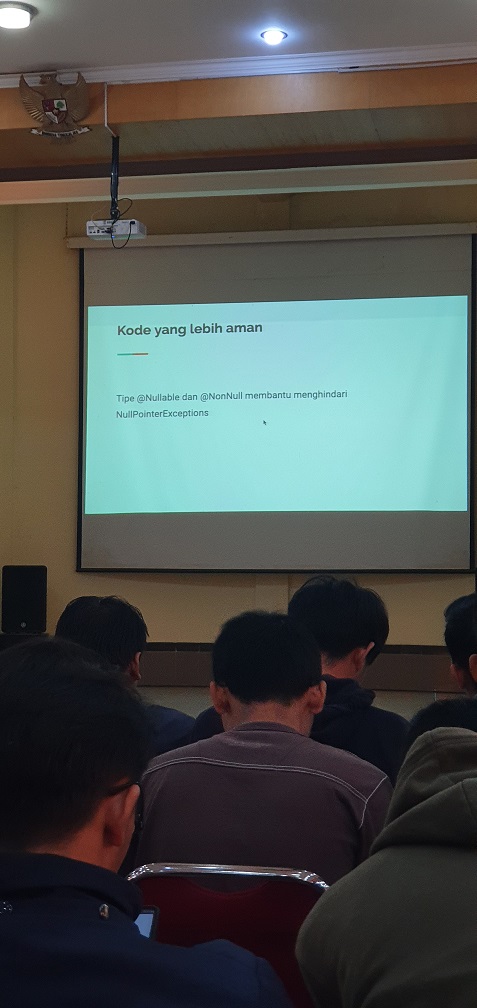 Kode yang lebih aman
Tipe @Nullable dan @NonNull membantu menghindari
NullPointerExceptions